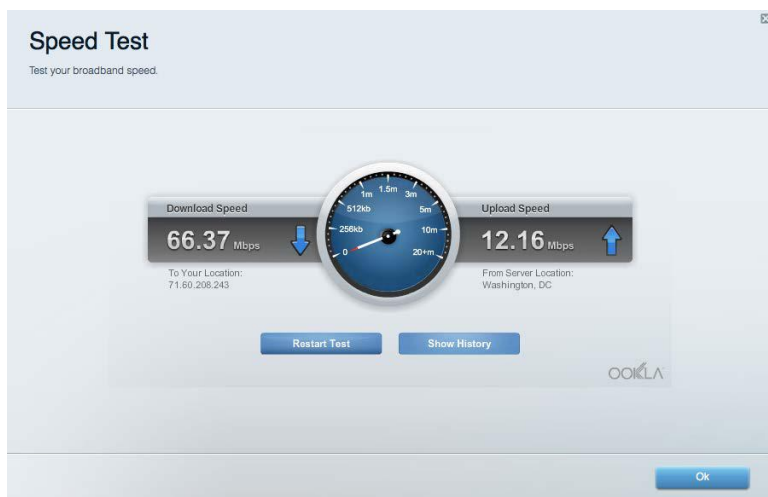 Speed Test
Test your broadband speed.
Download Speed
66.37 Mbps
To Your Location:
71.60.208.243
0
256kb
512kb
1m
1.5m
3m
5m
10m
20+m
Upload Speed
12.16 Mbps
From Server Location:
Washington, DC
Restart Test
Show History
OOKLA
Ok